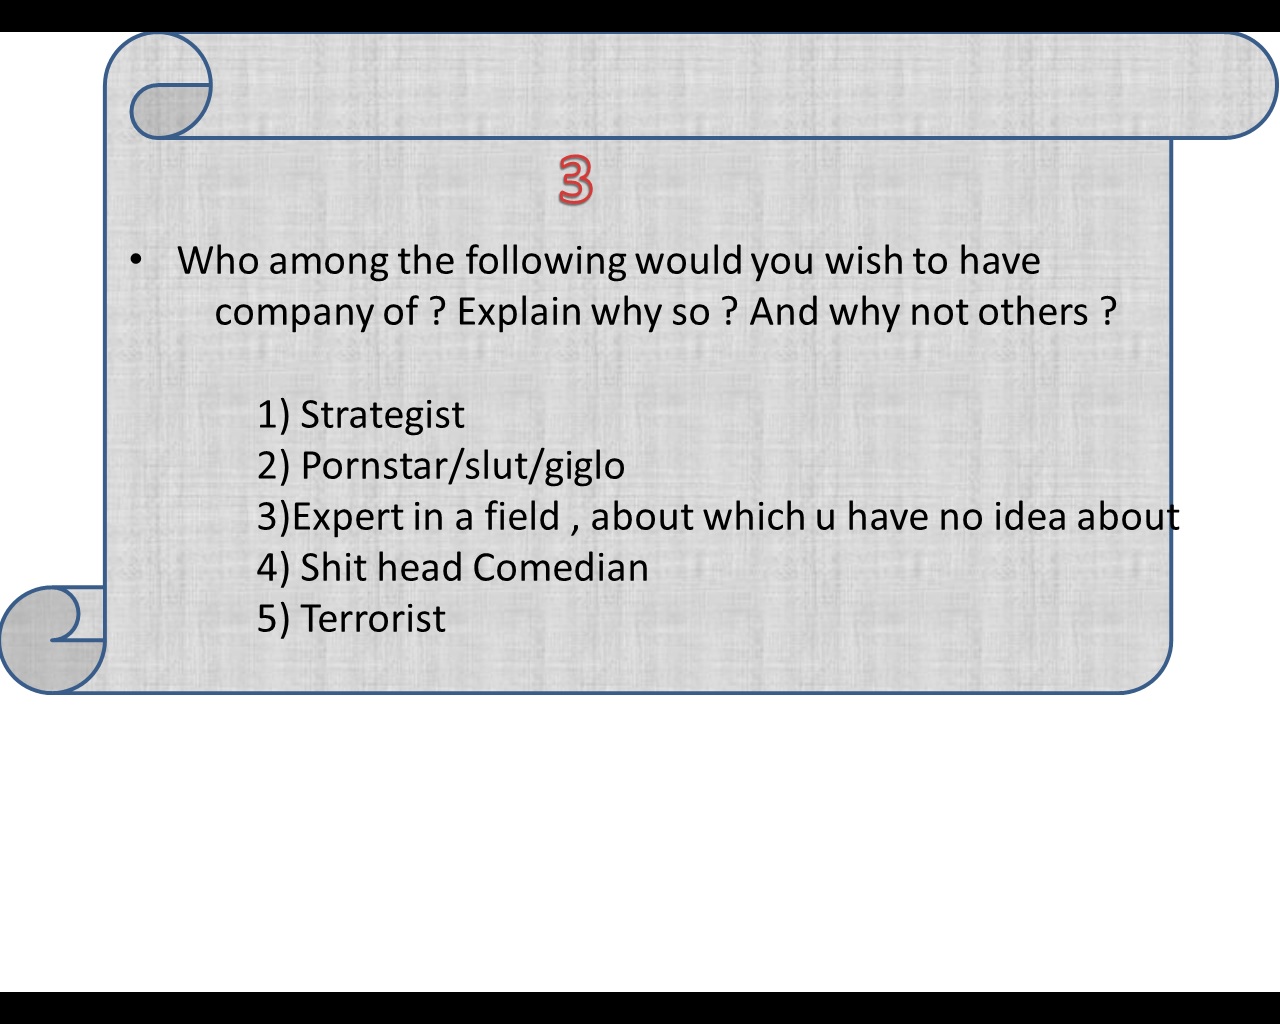 3
• Who among the following would you wish to have
company of ? Explain why so ? And why not others ?
1) Strategist
2) Pornstar/slut/giglo
3)Expert in a field , about which u have no idea about
4) Shit head Comedian
5) Terrorist